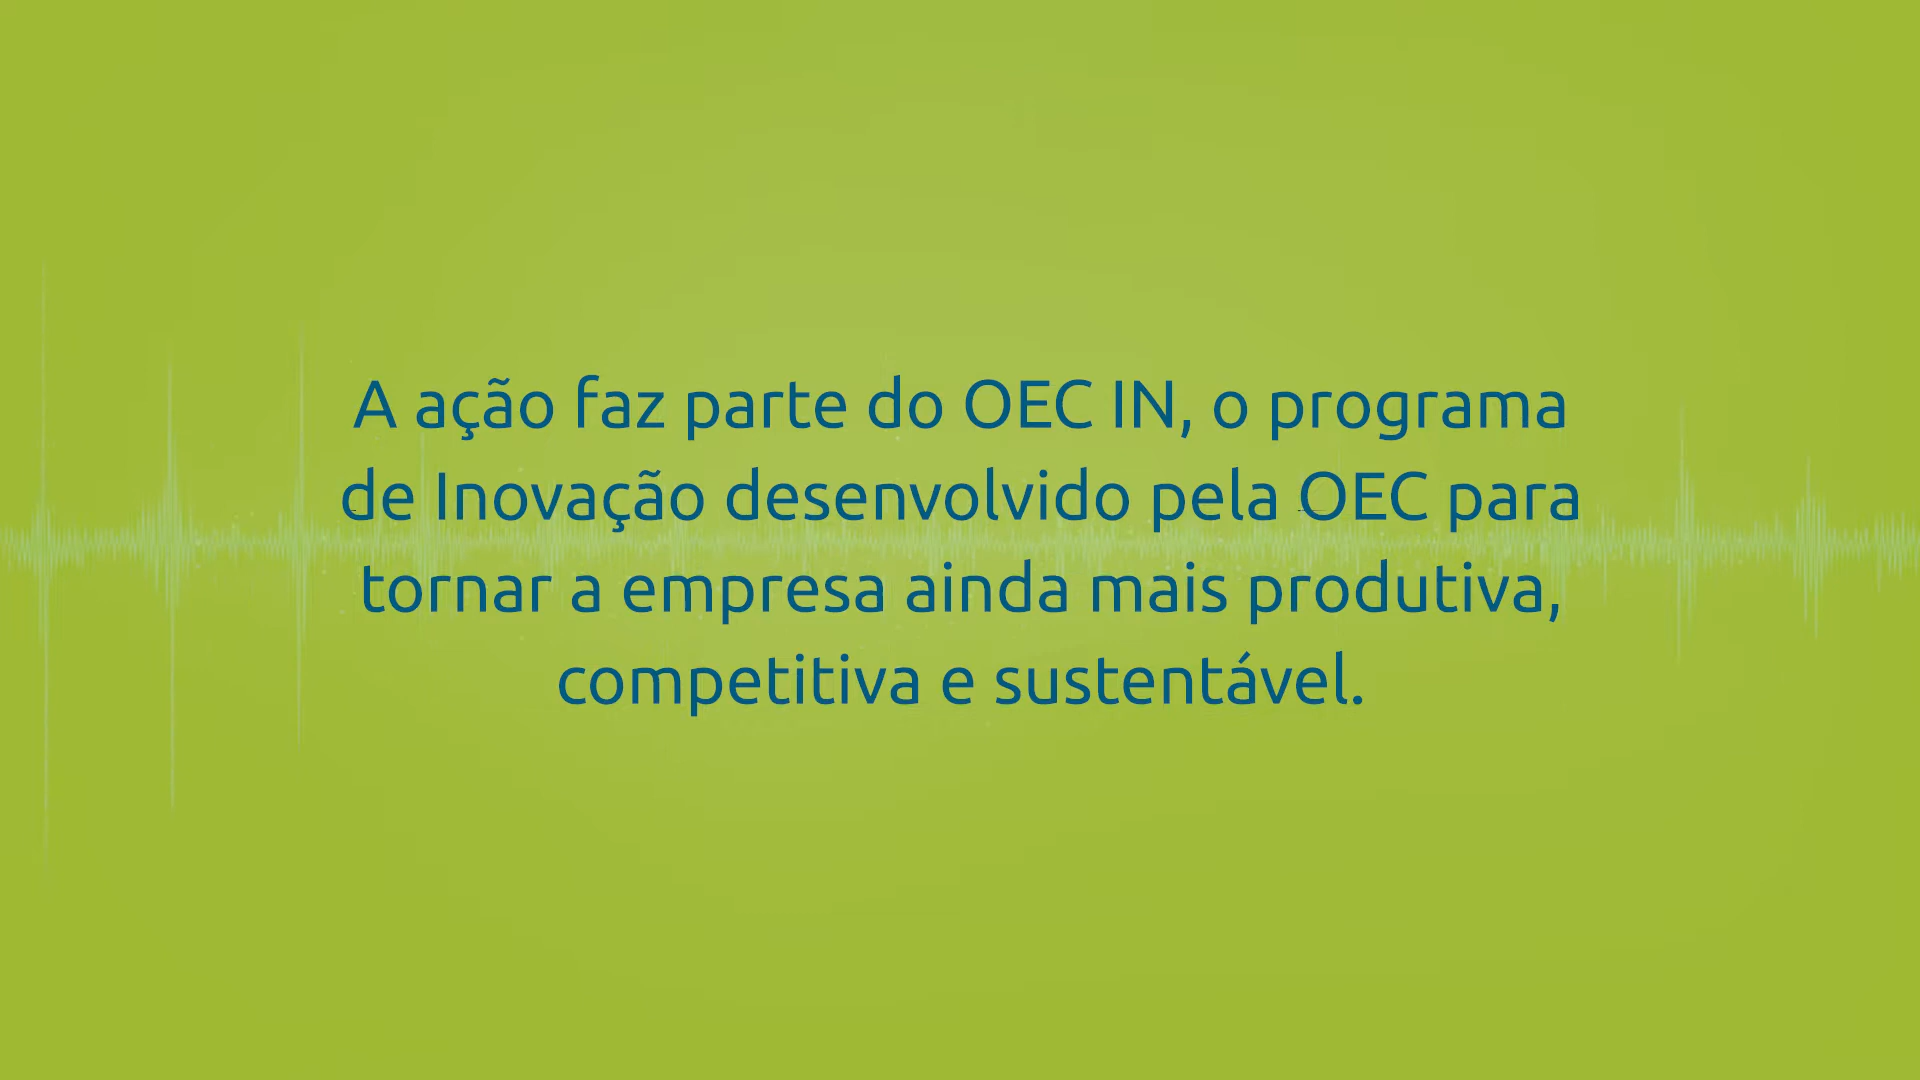 A ação faz parte do OEC IN, o programa
de Inovação desenvolvido pela OEC para
tornar a empresa ainda mais produtiva,
competitiva e sustentável.